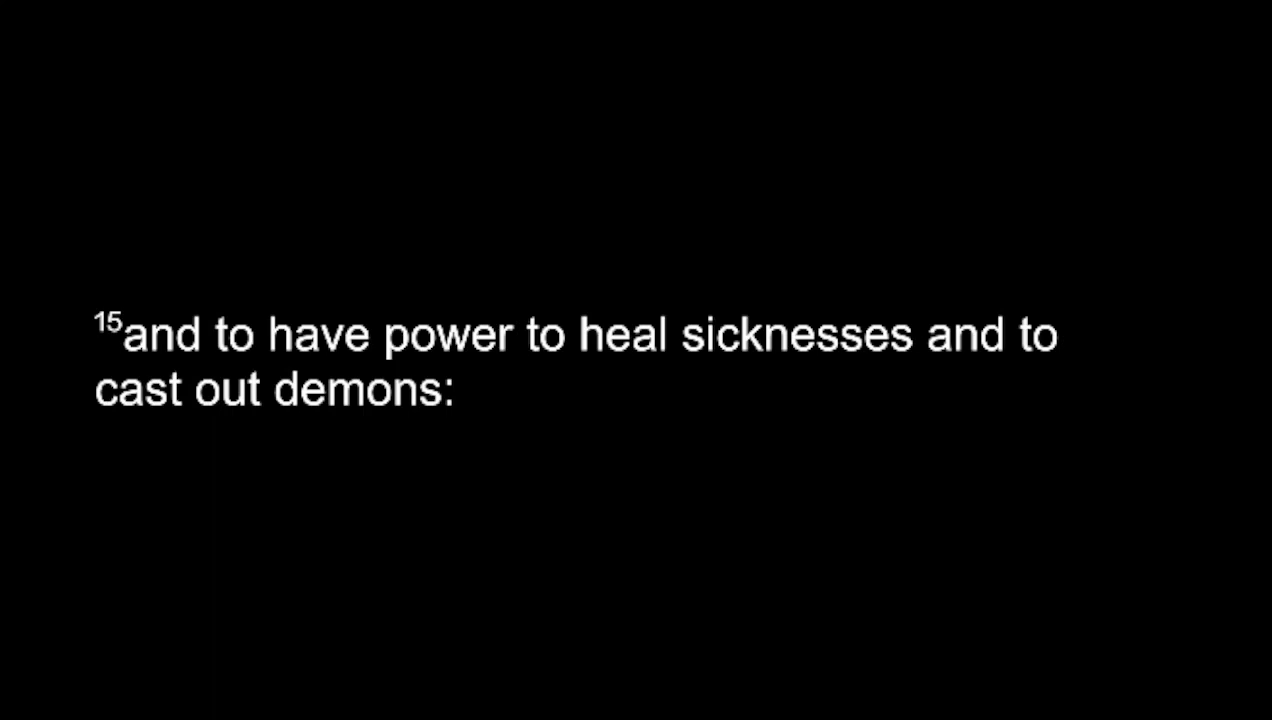 15and to have power to heal sicknesses and to
cast out demons: